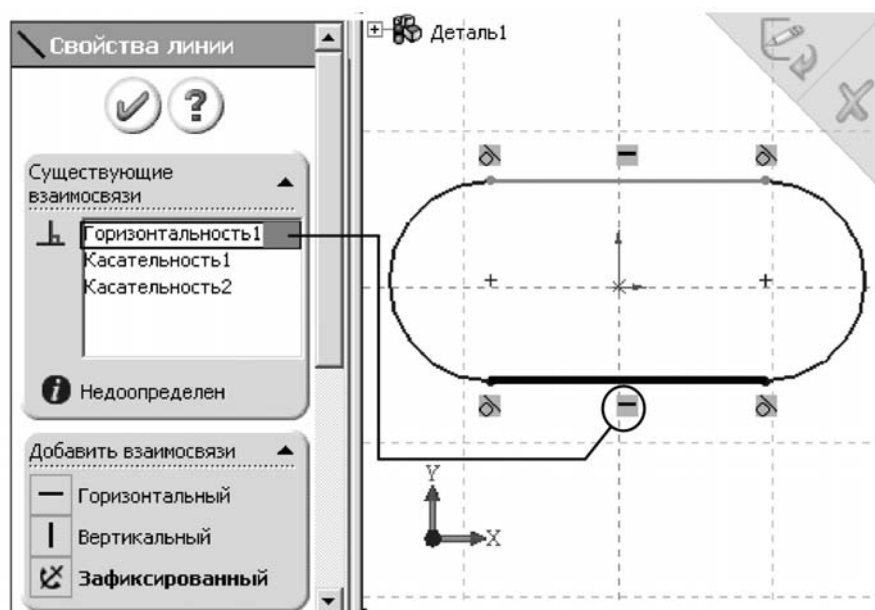 Свойства линии
Деталь1
Существующие
взаимосвязи
Горизонтальность1
Касательность1
Касательность2
Недоопределен
Добавить взаимосвязи
Горизонтальный
Вертикальный
Зафиксированный
Y
X